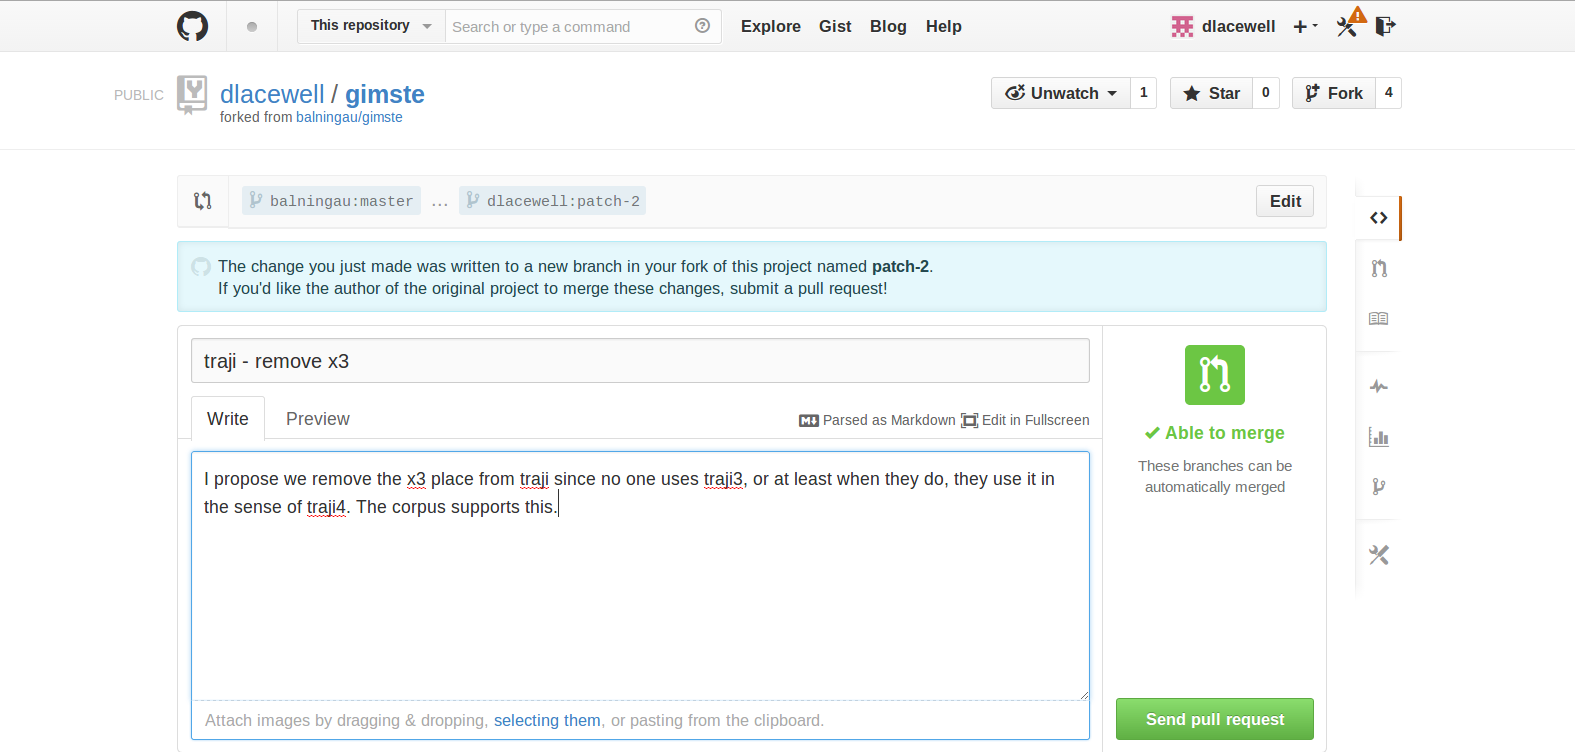 This repository
Search or type a command
Explore Gist Blog Help
dlacewell
PUBLIC
dlacewell / gimste
forked from balningau/gimste
Unwatch 1
Star 0
Fork 4
balningau:master ... dlacewell:patch-2
Edit
The change you just made was written to a new branch in your fork of this project named patch-2.
If you'd like the author of the original project to merge these changes, submit a pull request!
traji - remove x3
Write Preview
Parsed as Markdown Edit in Fullscreen
I propose we remove the x3 place from traji since no one uses traji3, or at least when they do, they use it in
the sense of traji4. The corpus supports this.
Attach images by dragging & dropping, selecting them, or pasting from the clipboard.
Able to merge
These branches can be
automatically merged
Send pull request